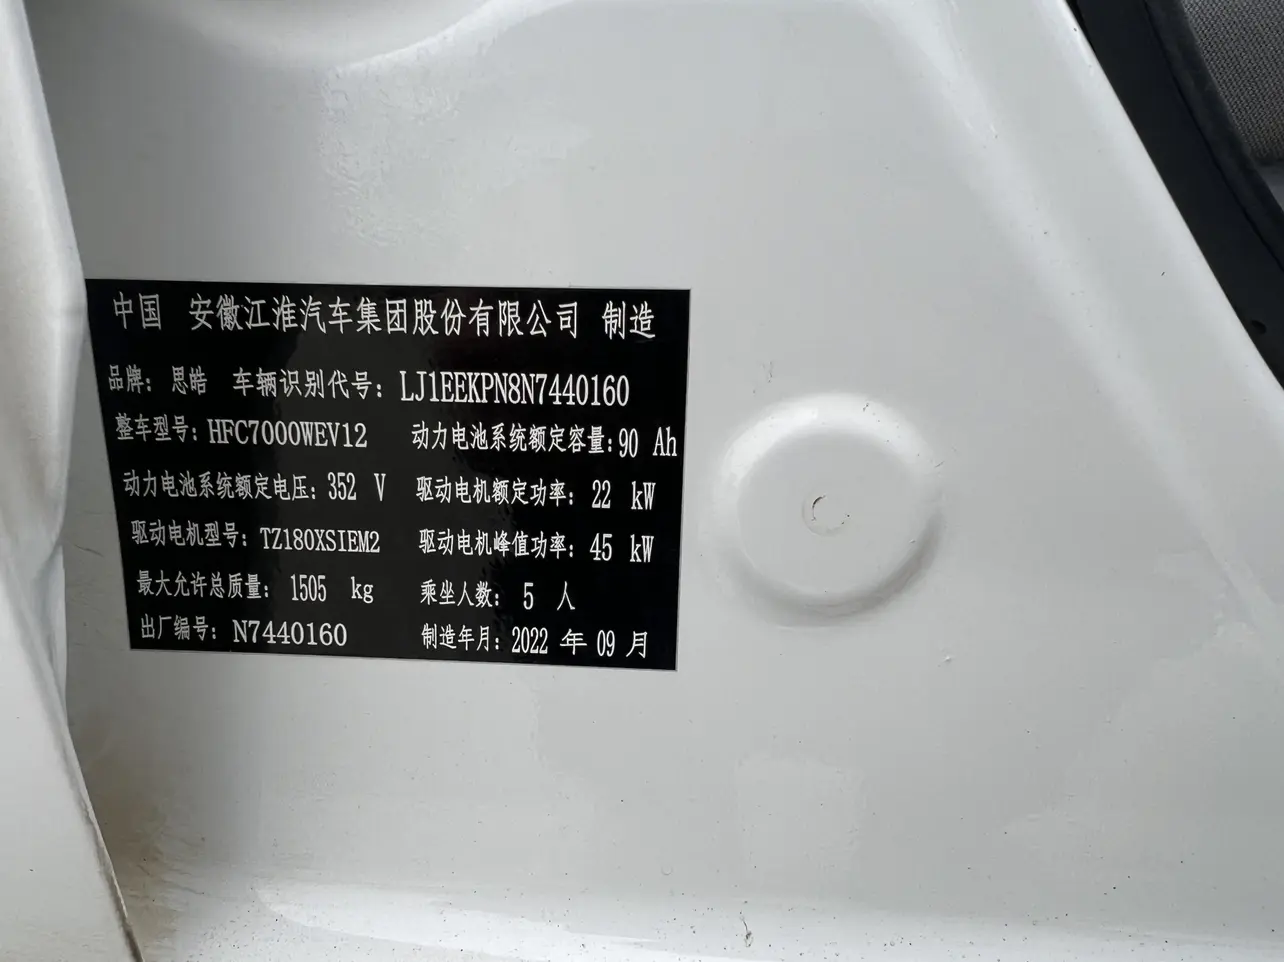 中国 安徽江淮汽车集团股份有限公司 制造
品牌：思皓 车辆识别代号：LJ1EEKPN8N7440160
整车型号：HFC7000WEV12 动力电池系统额定容量：90 Ah
动力电池系统额定电压：352 V 驱动电机额定功率：22 kW
驱动电机型号：TZ180XSIEM2 驱动电机峰值功率：45 kW
最大允许总质量：1505 kg 乘坐人数：5 人
出厂编号：N7440160 制造年月：2022 年 09 月